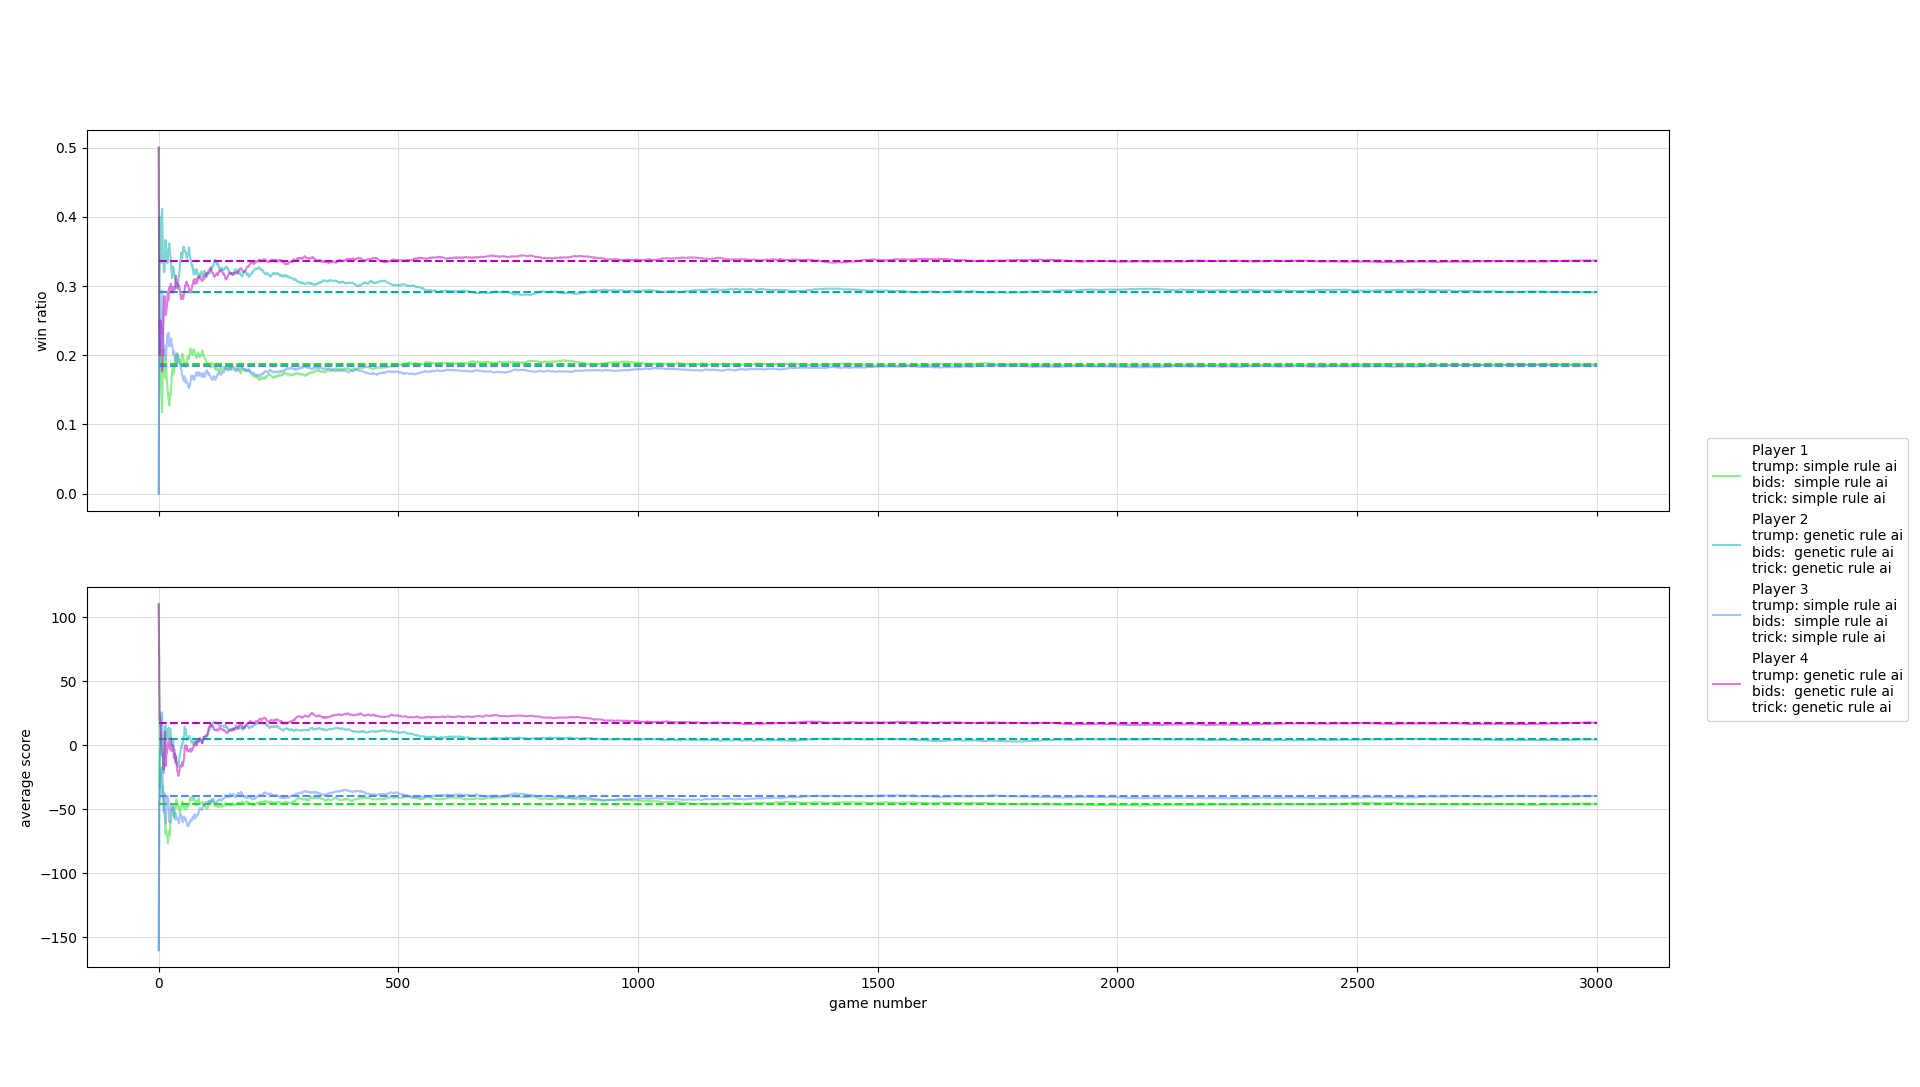 0.5
0.4
0.3
0.2
0.1
0.0
win ratio
100
50
0
−50
−100
−150
average score
0 500 1000 1500 2000 2500 3000
game number
Player 1
trump: simple rule ai
bids:  simple rule ai
trick: simple rule ai
Player 2
trump: genetic rule ai
bids:  genetic rule ai
trick: genetic rule ai
Player 3
trump: simple rule ai
bids:  simple rule ai
trick: simple rule ai
Player 4
trump: genetic rule ai
bids:  genetic rule ai
trick: genetic rule ai